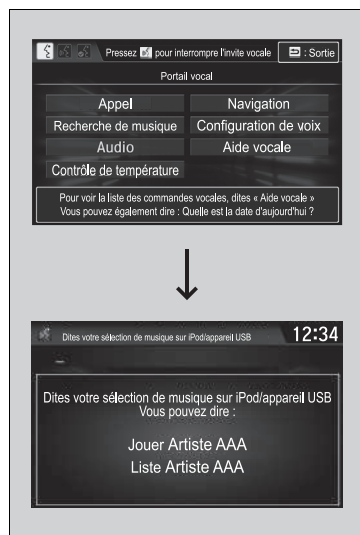 Pressez pour interrompre l'invite vocale : Sortie
Portail vocal
Appel Navigation
Recherche de musique Configuration de voix
Audio Aide vocale
Contrôle de température
Pour voir la liste des commandes vocales, dites « Aide vocale »
Vous pouvez également dire : Quelle est la date d'aujourd'hui ?
Dites votre sélection de musique sur iPod/appareil USB 12:34
Dites votre sélection de musique sur iPod/appareil USB
Vous pouvez dire :
Jouer Artiste AAA
Liste Artiste AAA